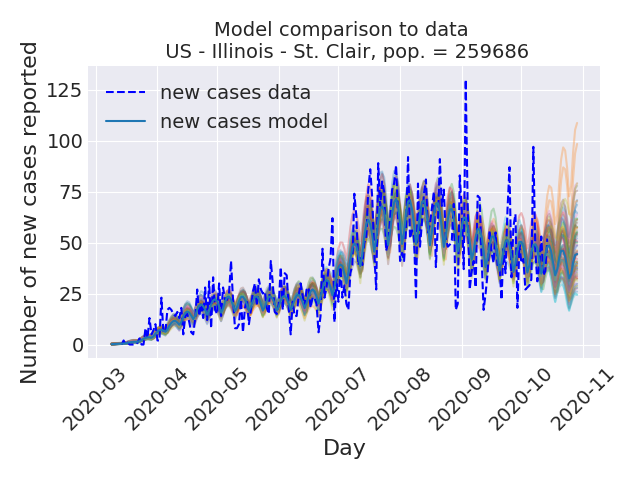 Model comparison to data
US - Illinois - St. Clair, pop. = 259686
Number of new cases reported
125
100
75
50
25
0
new cases data
new cases model
2020-03
2020-04
2020-05
2020-06
2020-07
2020-08
2020-09
2020-10
2020-11
Day